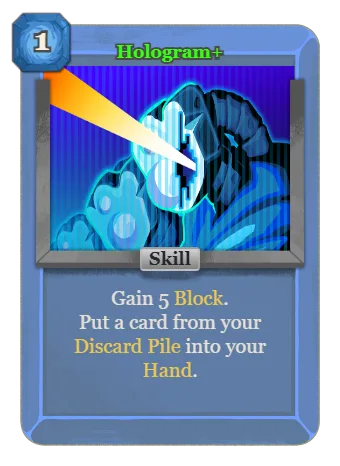 1
Hologram+
Skill
Gain 5 Block.
Put a card from your
Discard Pile into your
Hand.